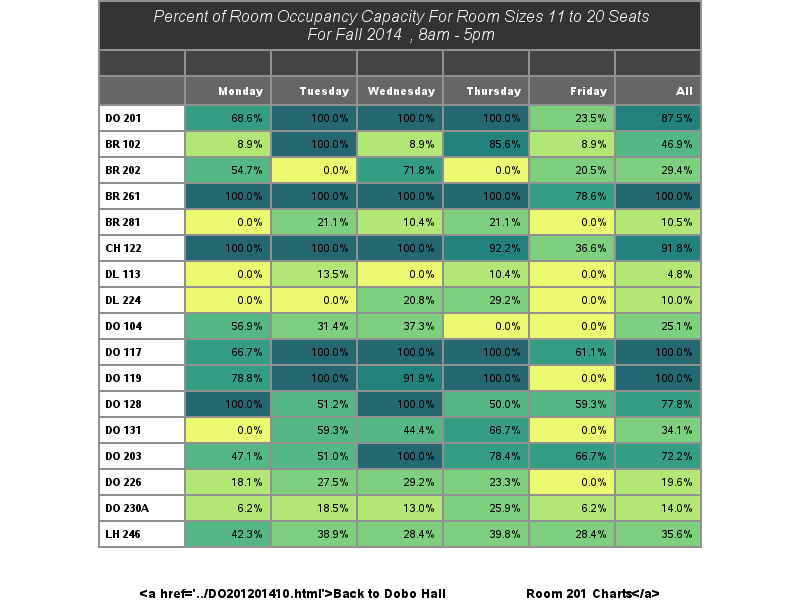 Percent of Room Occupancy Capacity For Room Sizes 11 to 20 Seats
For Fall 2014 , 8am - 5pm
Monday Tuesday Wednesday Thursday Friday All
DO 201 68.6% 100.0% 100.0% 100.0% 23.5% 87.5%
BR 102 8.9% 100.0% 8.9% 85.6% 8.9% 46.9%
BR 202 54.7% 0.0% 71.8% 0.0% 20.5% 29.4%
BR 261 100.0% 100.0% 100.0% 100.0% 78.6% 100.0%
BR 281 0.0% 21.1% 10.4% 21.1% 0.0% 10.5%
CH 122 100.0% 100.0% 100.0% 92.2% 36.6% 91.8%
DL 113 0.0% 13.5% 0.0% 10.4% 0.0% 4.8%
DL 224 0.0% 0.0% 20.8% 29.2% 0.0% 10.0%
DO 104 56.9% 31.4% 37.3% 0.0% 0.0% 25.1%
DO 117 66.7% 100.0% 100.0% 100.0% 61.1% 100.0%
DO 119 78.8% 100.0% 91.9% 100.0% 0.0% 100.0%
DO 128 100.0% 51.2% 100.0% 50.0% 59.3% 77.8%
DO 131 0.0% 59.3% 44.4% 66.7% 0.0% 34.1%
DO 203 47.1% 51.0% 100.0% 78.4% 66.7% 72.2%
DO 226 18.1% 27.5% 29.2% 23.3% 0.0% 19.6%
DO 230A 6.2% 18.5% 13.0% 25.9% 6.2% 14.0%
LH 246 42.3% 38.9% 28.4% 39.8% 28.4% 35.6%
<a href='../DO201201410.html'>Back to Dobo Hall Room 201 Charts</a>